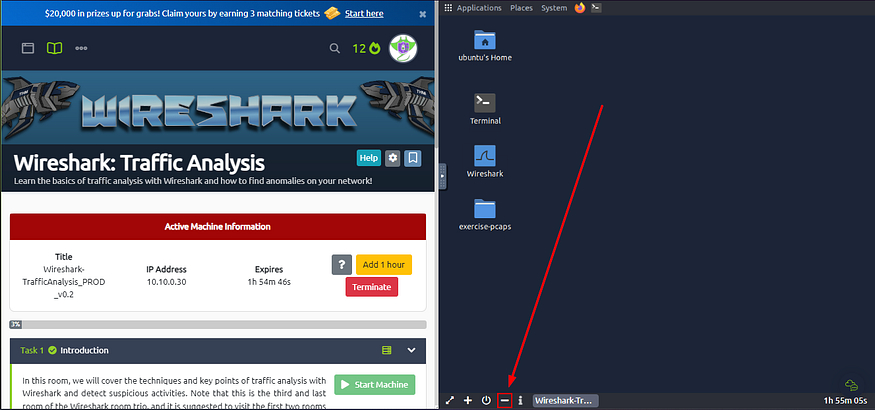 $20,000 in prizes up for grabs! Claim yours by earning 3 matching tickets Start here
12
WIRESHARK
Wireshark: Traffic Analysis
Help
Learn the basics of traffic analysis with Wireshark and how to find anomalies on your network!
Active Machine Information
Title
Wireshark-
TrafficAnalysis_PROD
_v0.2
IP Address
10.10.0.30
Expires
1h 54m 46s
?
Add 1 hour
Terminate
3%
Task 1 Introduction
In this room, we will cover the techniques and key points of traffic analysis with
Wireshark and detect suspicious activities. Note that this is the third and last
room of the Wireshark room trio, and it is suggested to visit the first two rooms
Start Machine
Applications Places System
ubuntu's Home
Terminal
Wireshark
exercise-pcaps
Wireshark-Tr...
1h 55m 05s